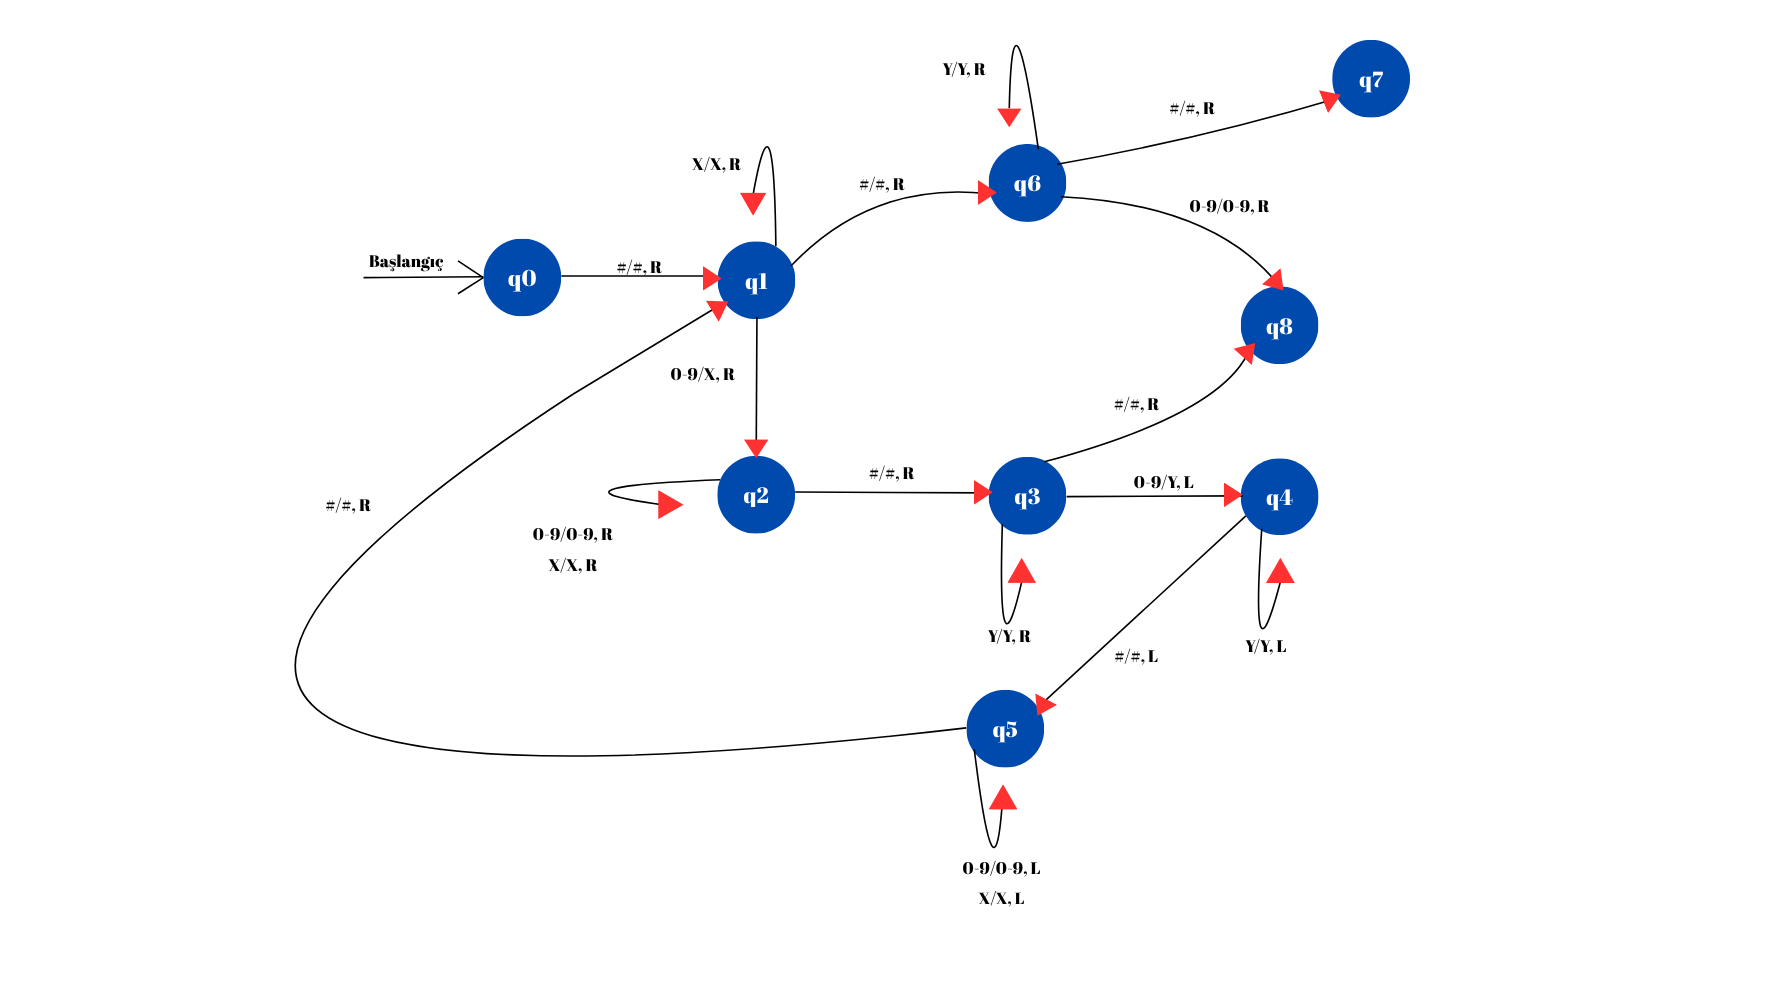 Y/Y, R
q7
#/#, R
X/X, R
#/#, R
q6
0-9/0-9, R
Başlangıç
q0
#/#, R
q1
q8
0-9/X, R
#/#, R
#/#, R
q2
#/#, R
q3
0-9/Y, L
q4
#/#, R
0-9/0-9, R
X/X, R
Y/Y, R
Y/Y, L
#/#, L
q5
0-9/0-9, L
X/X, L